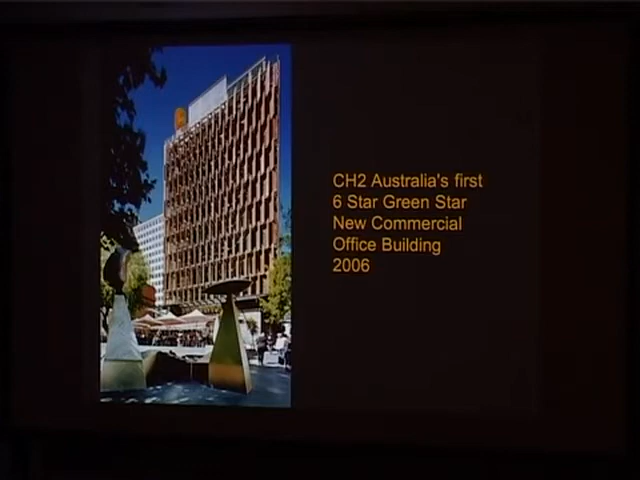 CH2 Australia's first
6 Star Green Star
New Commercial
Office Building
2006